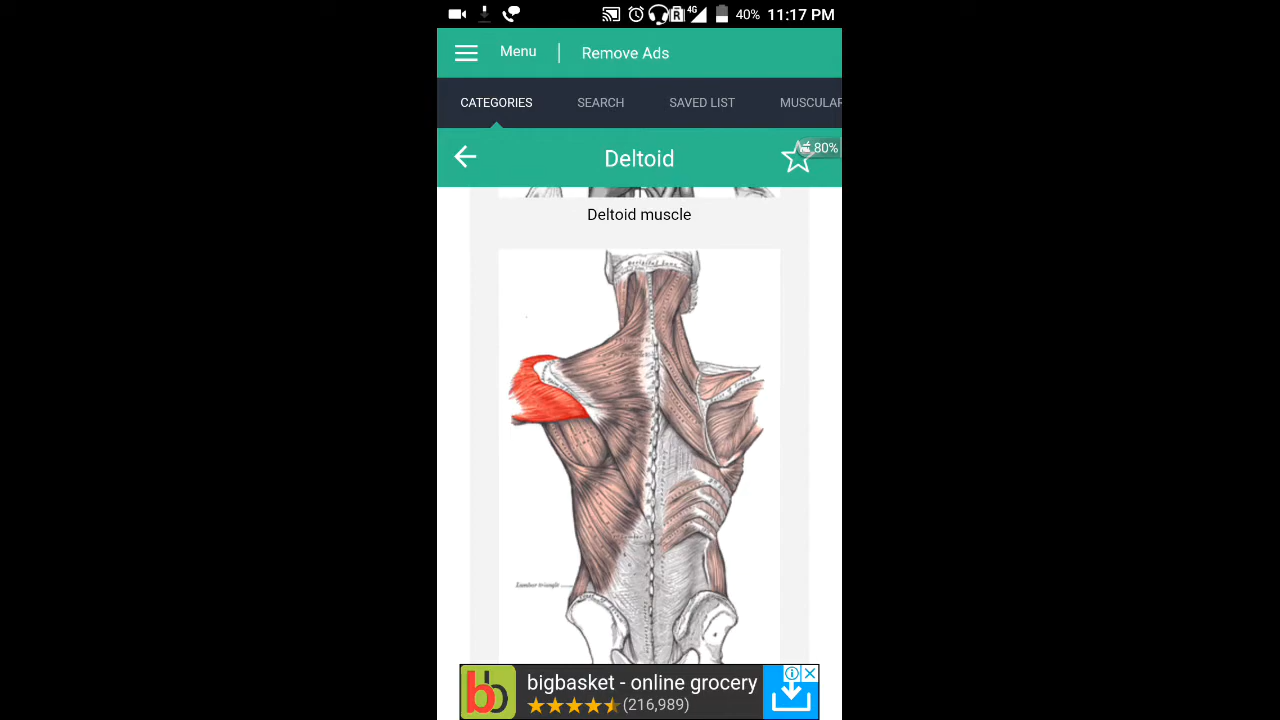 40% 11:17 PM
4G
R
Menu | Remove Ads
CATEGORIES SEARCH SAVED LIST MUSCULAR
Deltoid
80%
Deltoid muscle
Lumbar triangle
bigbasket - online grocery
(216,989)